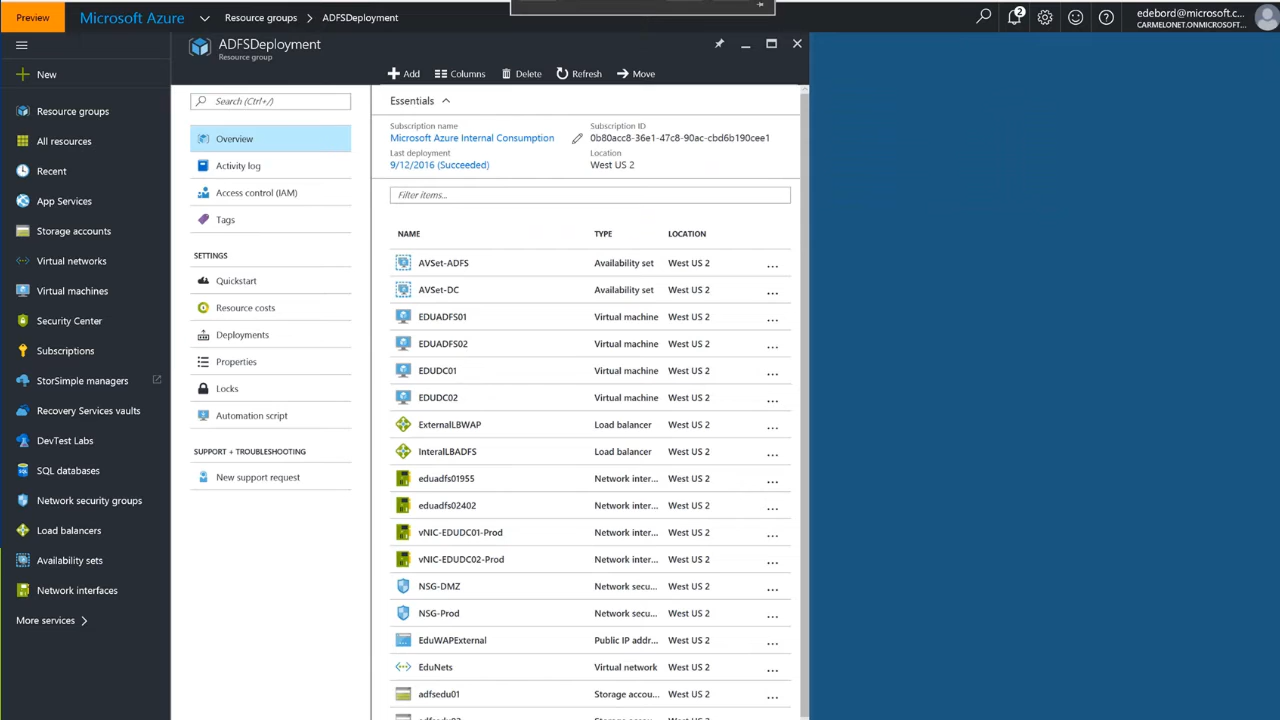 Preview
Microsoft Azure
Resource groups
ADFSDeployment
2
edebord@microsoft.c...
CARMELONET.ONMICROSOFT...
New
Resource groups
All resources
Recent
App Services
Storage accounts
Virtual networks
Virtual machines
Security Center
Subscriptions
StorSimple managers
Recovery Services vaults
DevTest Labs
SQL databases
Network security groups
Load balancers
Availability sets
Network interfaces
More services
ADFSDeployment
Resource group
Search (Ctrl+/)
Overview
Activity log
Access control (IAM)
Tags
SETTINGS
Quickstart
Resource costs
Deployments
Properties
Locks
Automation script
SUPPORT + TROUBLESHOOTING
New support request
Add Columns Delete Refresh Move
Essentials
Subscription name Subscription ID
Microsoft Azure Internal Consumption 0b80acc8-36e1-47c8-90ac-cbd6b190cee1
Last deployment Location
9/12/2016 (Succeeded) West US 2
Filter items...
NAME TYPE LOCATION
AVSet-ADFS Availability set West US 2 ...
AVSet-DC Availability set West US 2 ...
EDUADFS01 Virtual machine West US 2 ...
EDUADFS02 Virtual machine West US 2 ...
EDUDC01 Virtual machine West US 2 ...
EDUDC02 Virtual machine West US 2 ...
ExternalLBWAP Load balancer West US 2 ...
InteralLBADFS Load balancer West US 2 ...
eduadfs01955 Network inter... West US 2 ...
eduadfs02402 Network inter... West US 2 ...
vNIC-EDUDC01-Prod Network inter... West US 2 ...
vNIC-EDUDC02-Prod Network inter... West US 2 ...
NSG-DMZ Network secu... West US 2 ...
NSG-Prod Network secu... West US 2 ...
EduWAPExternal Public IP addr... West US 2 ...
EduNets Virtual network West US 2 ...
adfsedu01 Storage accou... West US 2 ...